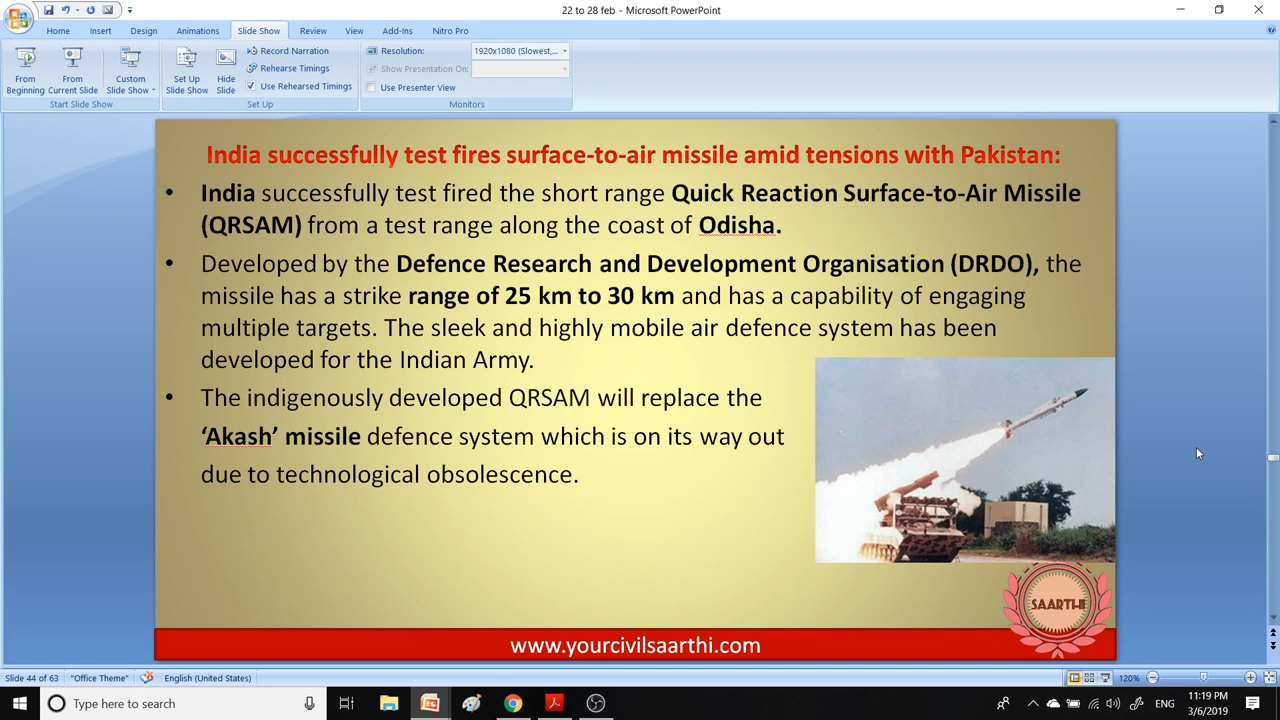 22 to 28 feb - Microsoft PowerPoint
Home Insert Design Animations Slide Show Review View Add-Ins Nitro Pro
From Beginning
From Current Slide
Custom Slide Show
Start Slide Show
Set Up Slide Show
Hide Slide
Record Narration
Rehearse Timings
Use Rehearsed Timings
Set Up
Resolution: 1920x1080 (Slowest,...
Show Presentation On:
Use Presenter View
Monitors
India successfully test fires surface-to-air missile amid tensions with Pakistan:
• India successfully test fired the short range Quick Reaction Surface-to-Air Missile
(QRSAM) from a test range along the coast of Odisha.
• Developed by the Defence Research and Development Organisation (DRDO), the
missile has a strike range of 25 km to 30 km and has a capability of engaging
multiple targets. The sleek and highly mobile air defence system has been
developed for the Indian Army.
• The indigenously developed QRSAM will replace the
‘Akash’ missile defence system which is on its way out
due to technological obsolescence.
SAARTHI
www.yourcivilsaarthi.com
Slide 44 of 63 "Office Theme" English (United States) 120%
Type here to search
ENG
11:19 PM
3/6/2019